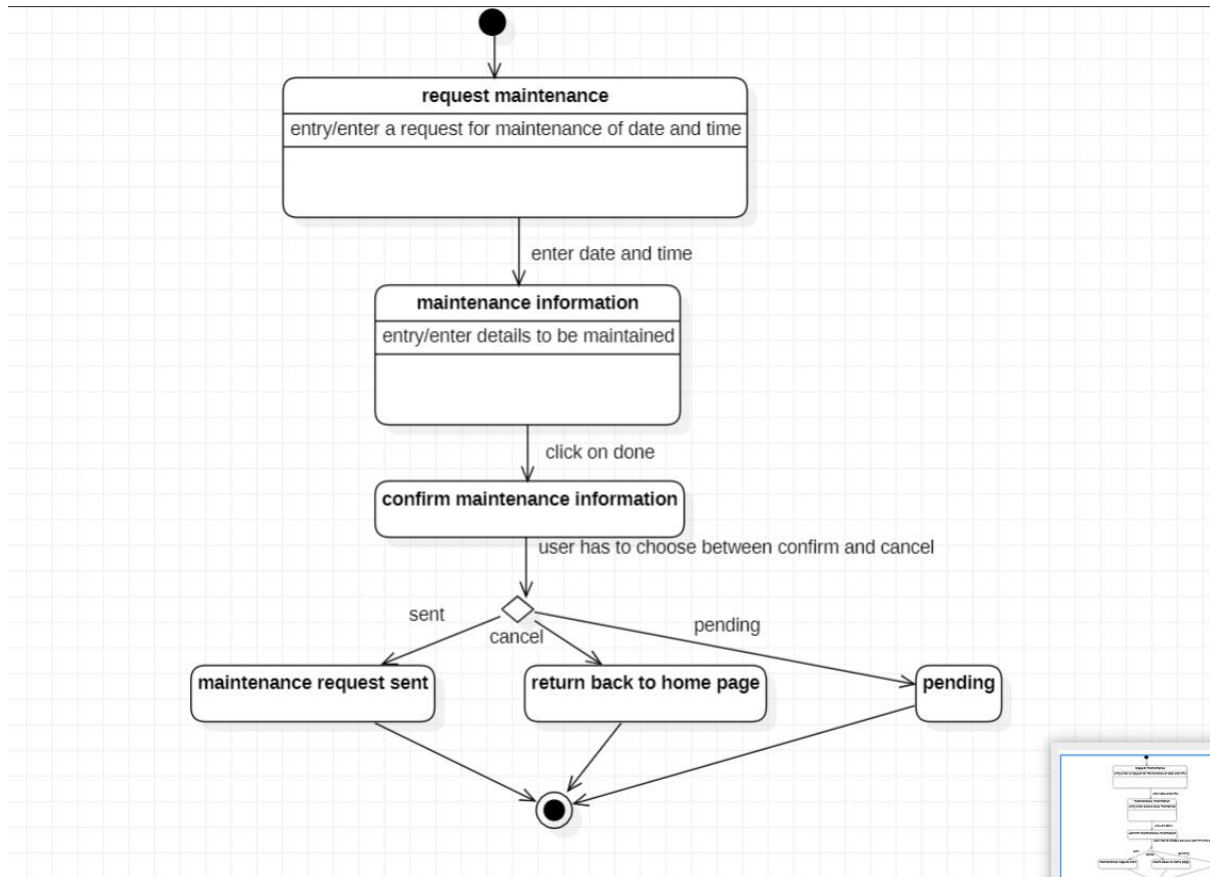 request maintenance
entry/enter a request for maintenance of date and time
enter date and time
maintenance information
entry/enter details to be maintained
click on done
confirm maintenance information
user has to choose between confirm and cancel
sent
cancel
pending
maintenance request sent
return back to home page
pending